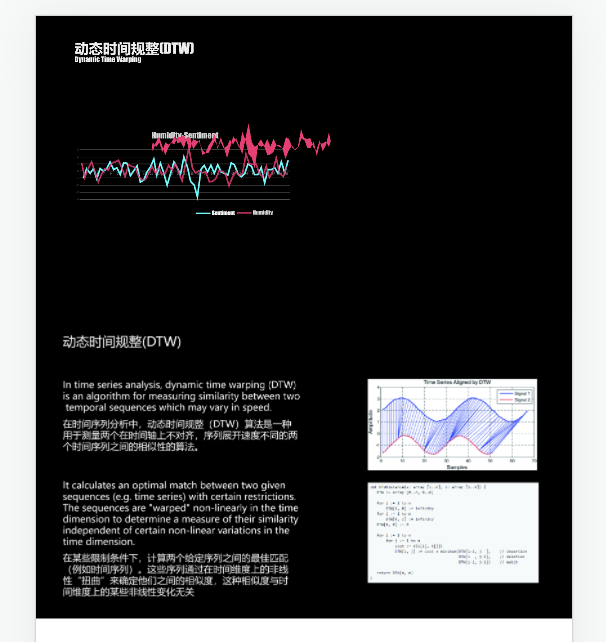 动态时间规整(DTW)
Dynamic Time Warping
Humidity-Sentiment
Sentiment Humidity
动态时间规整(DTW)
In time series analysis, dynamic time warping (DTW)
is an algorithm for measuring similarity between two
temporal sequences which may vary in speed.
在时间序列分析中，动态时间规整（DTW）算法是一种
用于测量两个在时间轴上不对齐，序列展开速度不同的两
个时间序列之间的相似性的算法。
Time Series Aligned by DTW
Signal 1
Signal 2
Amplitude
Samples
It calculates an optimal match between two given
sequences (e.g. time series) with certain restrictions.
The sequences are "warped" non-linearly in the time
dimension to determine a measure of their similarity
independent of certain non-linear variations in the
time dimension.
在某些限制条件下，计算两个给定序列之间的最佳匹配
（例如时间序列）。这些序列通过在时间维度上的非线
性“扭曲”来确定他们之间的相似度，这种相似度与时
间维度上的某些非线性变化无关